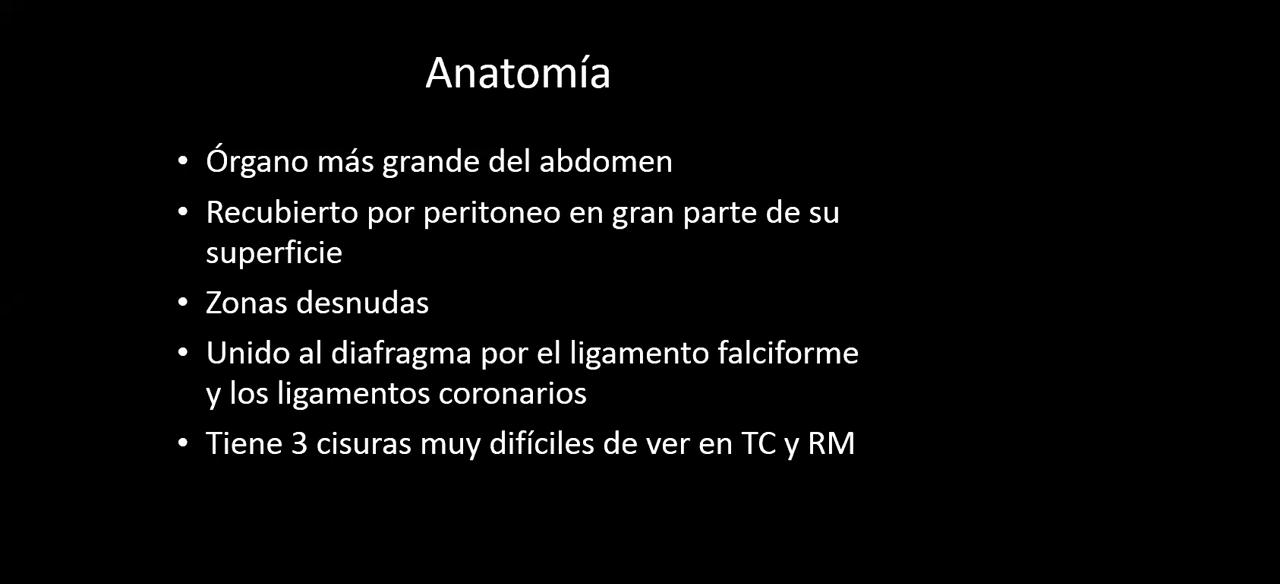 Anatomía
• Órgano más grande del abdomen
• Recubierto por peritoneo en gran parte de su
superficie
• Zonas desnudas
• Unido al diafragma por el ligamento falciforme
y los ligamentos coronarios
• Tiene 3 cisuras muy difíciles de ver en TC y RM